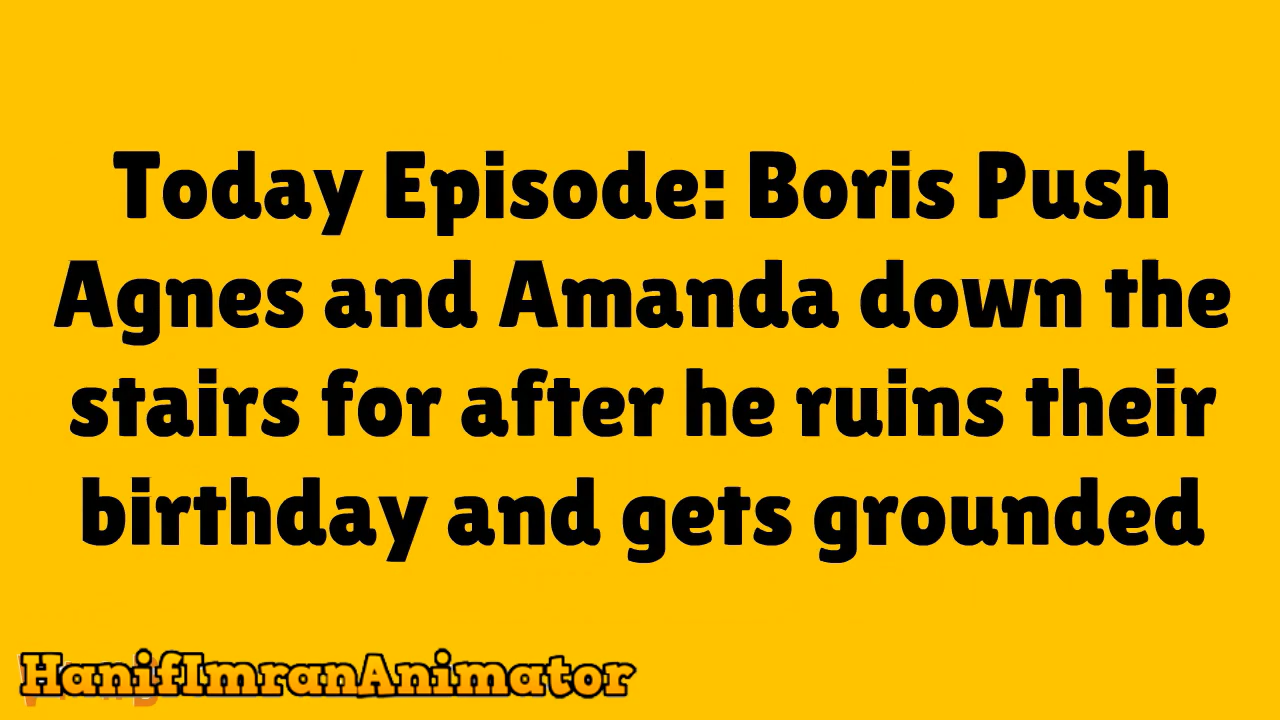 Today Episode: Boris Push
Agnes and Amanda down the
stairs for after he ruins their
birthday and gets grounded
HanifImranAnimator